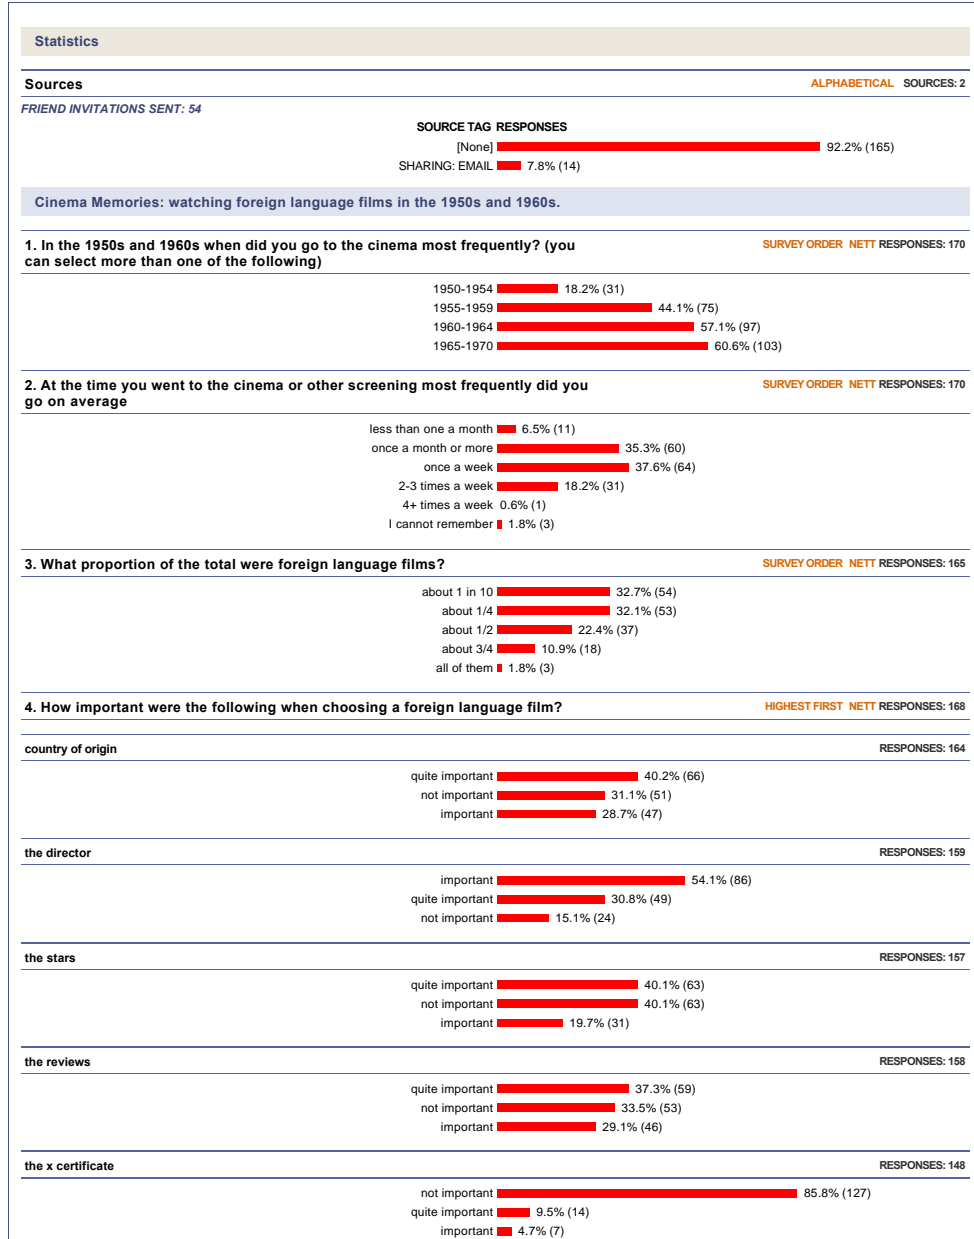 Statistics
Sources ALPHABETICAL SOURCES: 2
FRIEND INVITATIONS SENT: 54
SOURCE TAG RESPONSES
[None] 92.2% (165)
SHARING: EMAIL 7.8% (14)
Cinema Memories: watching foreign language films in the 1950s and 1960s.
1. In the 1950s and 1960s when did you go to the cinema most frequently? (you SURVEY ORDER NETT RESPONSES: 170
can select more than one of the following)
1950-1954 18.2% (31)
1955-1959 44.1% (75)
1960-1964 57.1% (97)
1965-1970 60.6% (103)
2. At the time you went to the cinema or other screening most frequently did you SURVEY ORDER NETT RESPONSES: 170
go on average
less than one a month 6.5% (11)
once a month or more 35.3% (60)
once a week 37.6% (64)
2-3 times a week 18.2% (31)
4+ times a week 0.6% (1)
I cannot remember 1.8% (3)
3. What proportion of the total were foreign language films? SURVEY ORDER NETT RESPONSES: 165
about 1 in 10 32.7% (54)
about 1/4 32.1% (53)
about 1/2 22.4% (37)
about 3/4 10.9% (18)
all of them 1.8% (3)
4. How important were the following when choosing a foreign language film? HIGHEST FIRST NETT RESPONSES: 168
country of origin RESPONSES: 164
quite important 40.2% (66)
not important 31.1% (51)
important 28.7% (47)
the director RESPONSES: 159
important 54.1% (86)
quite important 30.8% (49)
not important 15.1% (24)
the stars RESPONSES: 157
quite important 40.1% (63)
not important 40.1% (63)
important 19.7% (31)
the reviews RESPONSES: 158
quite important 37.3% (59)
not important 33.5% (53)
important 29.1% (46)
the x certificate RESPONSES: 148
not important 85.8% (127)
quite important 9.5% (14)
important 4.7% (7)